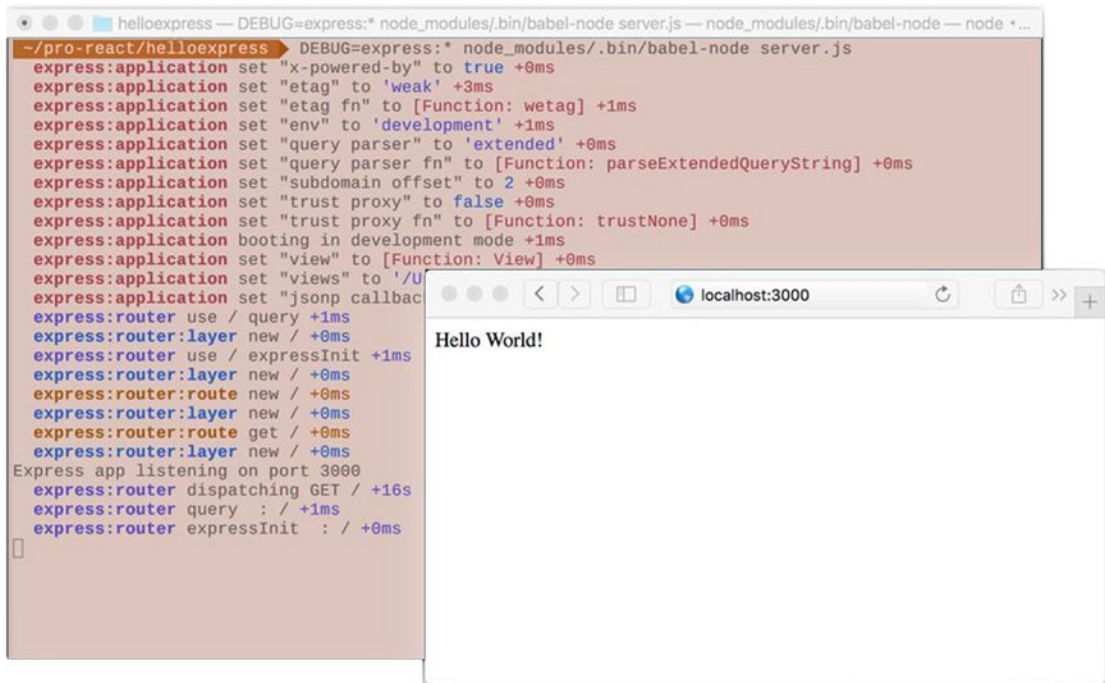 helloexpress — DEBUG=express:* node_modules/.bin/babel-node server.js — node_modules/.bin/babel-node — node ◂...
~/pro-react/helloexpress DEBUG=express:* node_modules/.bin/babel-node server.js
express:application set "x-powered-by" to true +0ms
express:application set "etag" to 'weak' +3ms
express:application set "etag fn" to [Function: wetag] +1ms
express:application set "env" to 'development' +1ms
express:application set "query parser" to 'extended' +0ms
express:application set "query parser fn" to [Function: parseExtendedQueryString] +0ms
express:application set "subdomain offset" to 2 +0ms
express:application set "trust proxy" to false +0ms
express:application set "trust proxy fn" to [Function: trustNone] +0ms
express:application booting in development mode +1ms
express:application set "view" to [Function: View] +0ms
express:application set "views" to '/U
express:application set "jsonp callbac
express:router use / query +1ms
express:router:layer new / +0ms
express:router use / expressInit +1ms
express:router:layer new / +0ms
express:router:route new / +0ms
express:router:layer new / +0ms
express:router:route get / +0ms
express:router:layer new / +0ms
Express app listening on port 3000
express:router dispatching GET / +16s
express:router query : / +1ms
express:router expressInit : / +0ms
localhost:3000
Hello World!